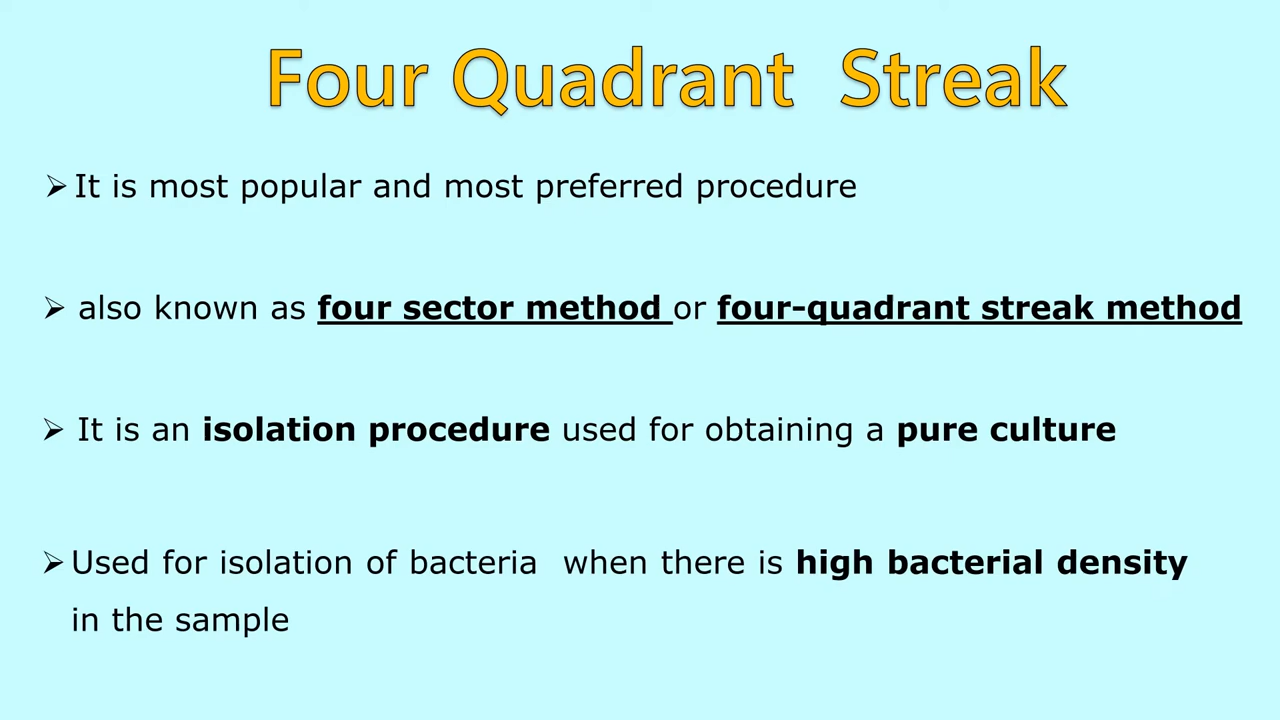 Four Quadrant Streak
➢ It is most popular and most preferred procedure
➢ also known as four sector method or four-quadrant streak method
➢ It is an isolation procedure used for obtaining a pure culture
➢ Used for isolation of bacteria when there is high bacterial density
in the sample